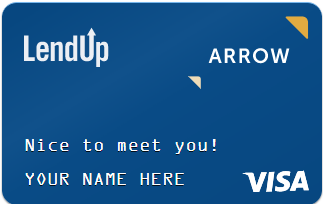 LendUp
ARROW
Nice to meet you!
YOUR NAME HERE
VISA